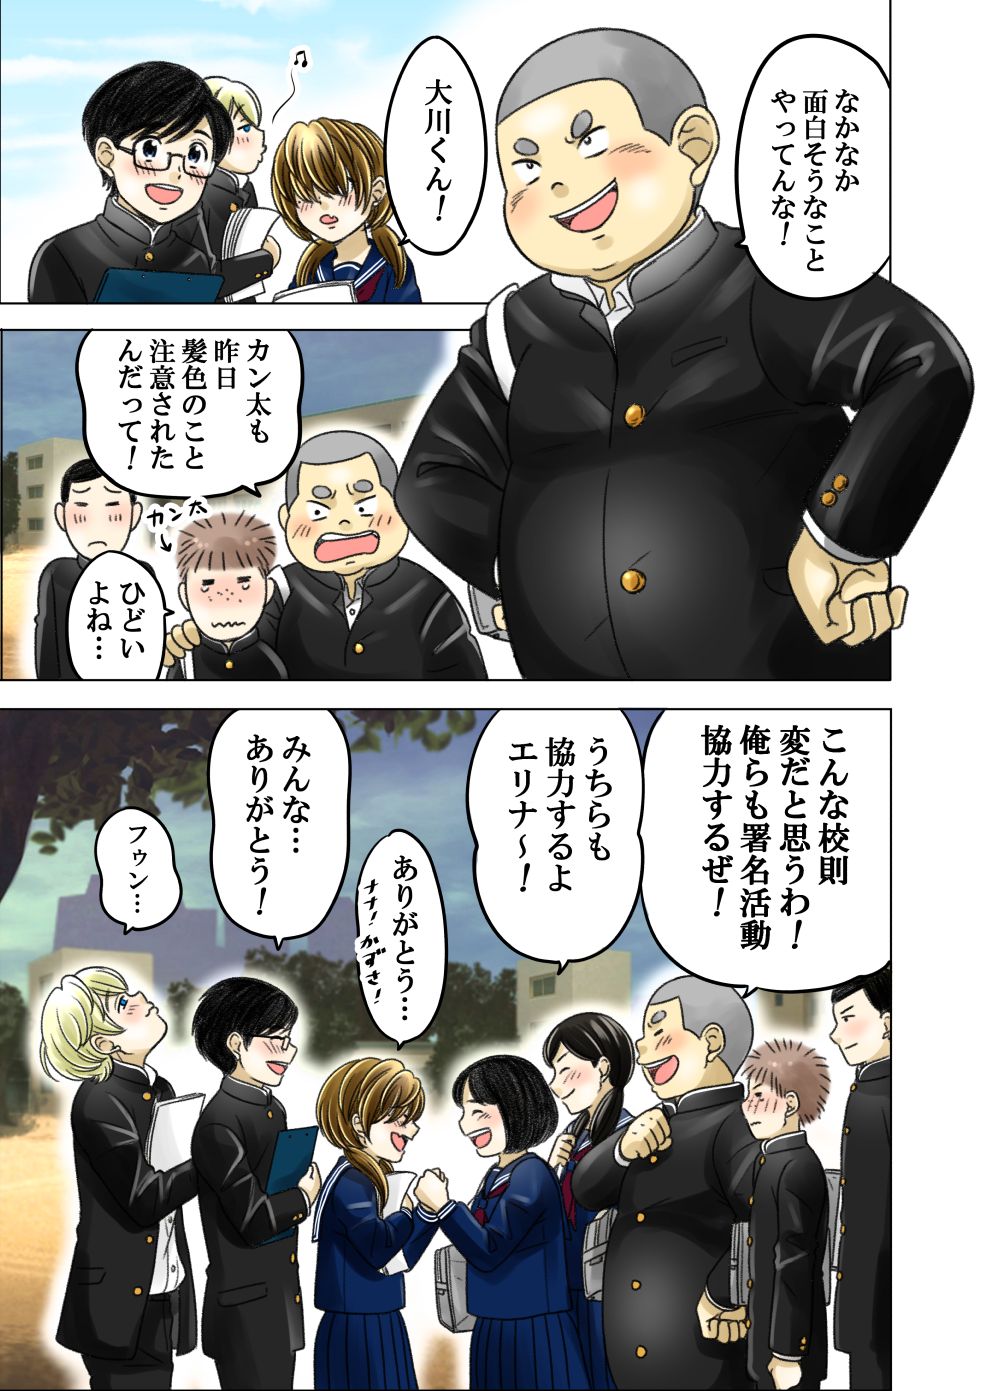 なかなか
面白そうなこと
やってんな！
大川くん！
カン太も
昨日
髪色のこと
注意された
んだって！
カン太
ひどい
よね…
こんな校則
変だと思うわ！
俺らも署名活動
協力するぜ！
うちらも
協力するよ
エリナ〜！
ありがとう…
ナナ！かずさ！
みんな…
ありがとう！
フゥン…